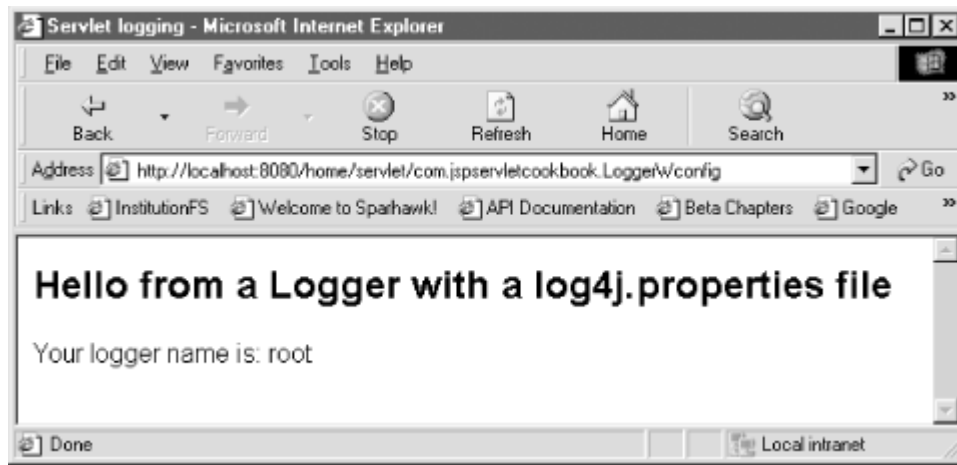 Servlet logging - Microsoft Internet Explorer
File Edit View Favorites Tools Help
Back Forward Stop Refresh Home Search »
Address http://localhost:8080/home/servlet/com.jspservletcookbook.LoggerWconfig Go
Links InstitutionFS Welcome to Sparhawk! API Documentation Beta Chapters Google »
Hello from a Logger with a log4j.properties file
Your logger name is: root
Done Local intranet